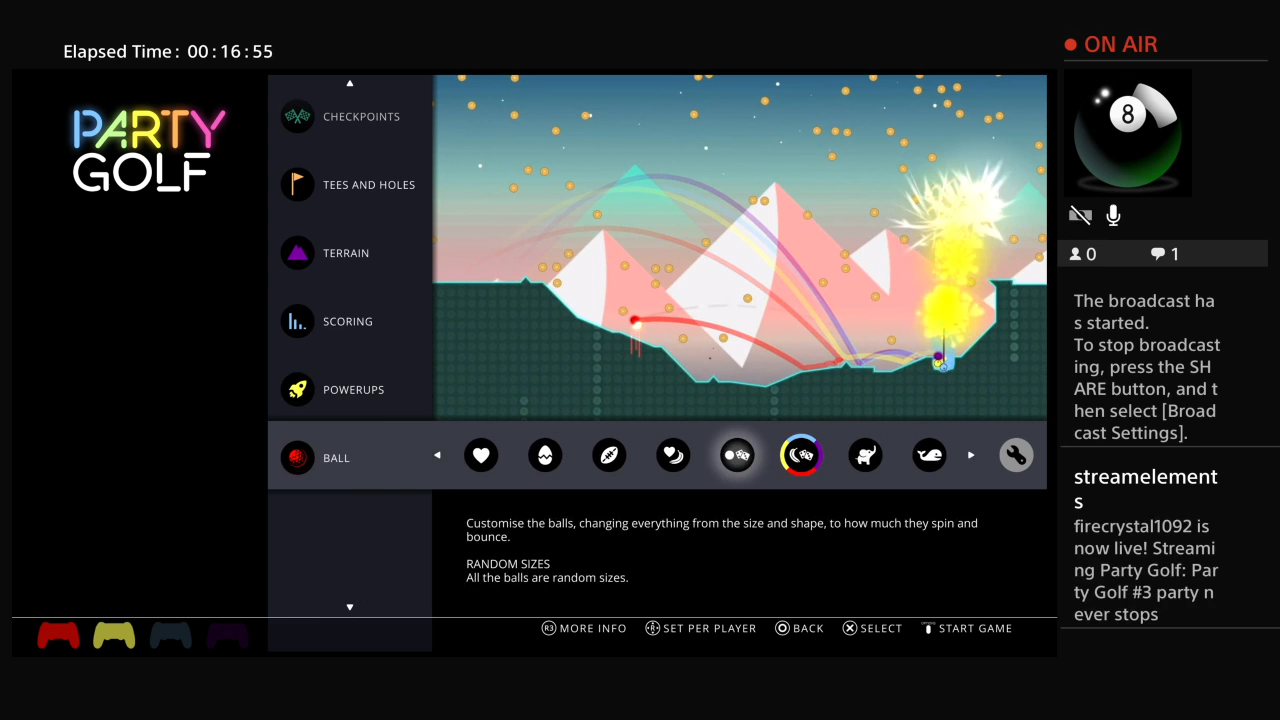 Elapsed Time: 00:16:55
ON AIR
PARTY
GOLF
CHECKPOINTS
TEES AND HOLES
TERRAIN
SCORING
POWERUPS
BALL
8
0
1
The broadcast ha
s started.
To stop broadcast
ing, press the SH
ARE button, and t
hen select [Broad
cast Settings].
streamelement
s
firecrystal1092 is
now live! Streami
ng Party Golf: Par
ty Golf #3 party n
ever stops
Customise the balls, changing everything from the size and shape, to how much they spin and
bounce.
RANDOM SIZES
All the balls are random sizes.
R3 MORE INFO R SET PER PLAYER BACK SELECT OPTIONS START GAME